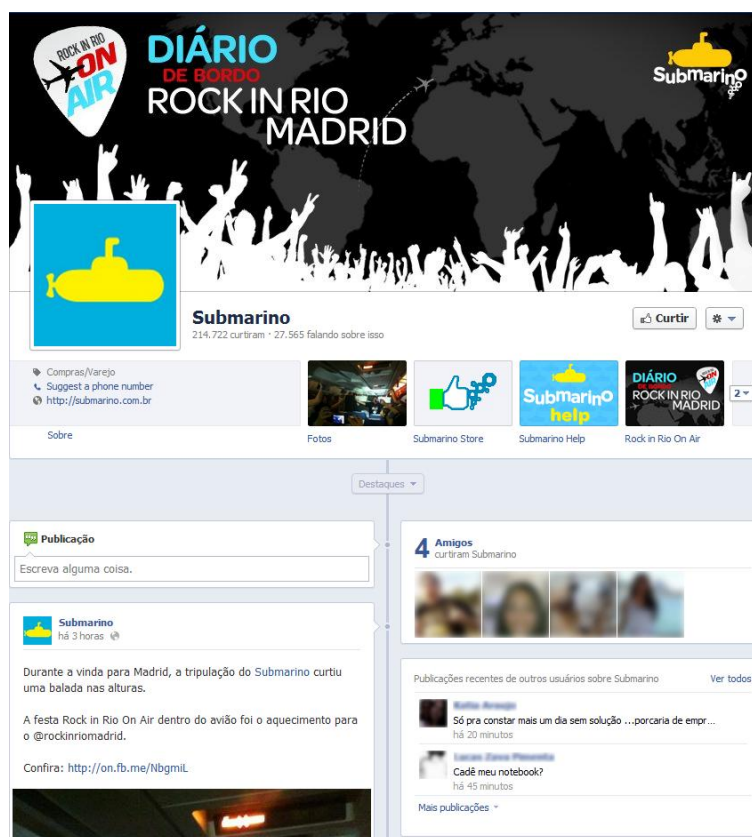 ROCK IN RIO
ON
AIR
DIÁRIO
DE BORDO
ROCK IN RIO
MADRID
Submarino
Submarino
214.722 curtiram · 27.565 falando sobre isso
Curtir
Compras/Varejo
Suggest a phone number
http://submarino.com.br
Sobre
Fotos
Submarino Store
Submarino
help
Submarino Help
DIÁRIO
DE BORDO
ROCK IN RIO
MADRID
Rock in Rio On Air
2
Destaques
Publicação
Escreva alguma coisa.
Submarino
há 3 horas
Durante a vinda para Madrid, a tripulação do Submarino curtiu
uma balada nas alturas.
A festa Rock in Rio On Air dentro do avião foi o aquecimento para
o @rockinriomadrid.
Confira: http://on.fb.me/NbgmiL
4 Amigos
curtiram Submarino
Publicações recentes de outros usuários sobre Submarino Ver todos
Só pra constar mais um dia sem solução ...porcaria de empr...
há 20 minutos
Cadê meu notebook?
há 45 minutos
Mais publicações